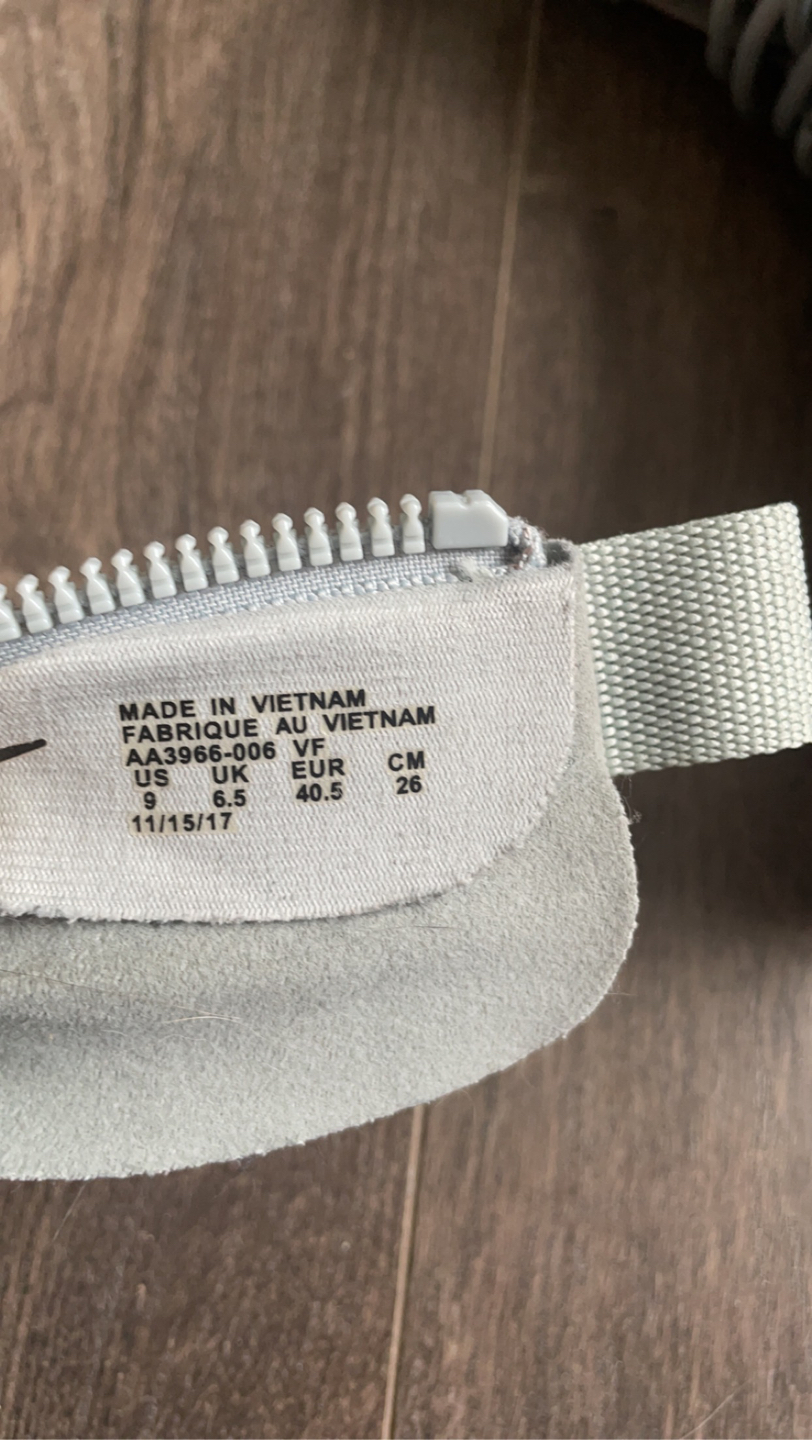 MADE IN VIETNAM
FABRIQUE AU VIETNAM
AA3966-006 VF
US UK EUR CM
9 6.5 40.5 26
11/15/17